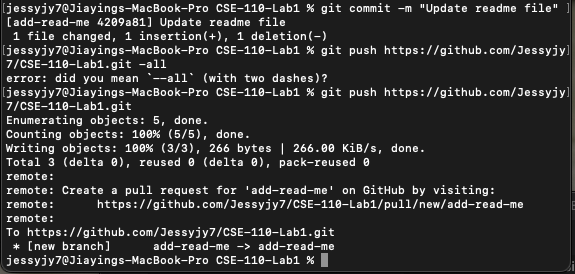 [jessyjy7@Jiayings-MacBook-Pro CSE-110-Lab1 % git commit -m "Update readme file" ]
[add-read-me 4209a81] Update readme file
 1 file changed, 1 insertion(+), 1 deletion(-)
[jessyjy7@Jiayings-MacBook-Pro CSE-110-Lab1 % git push https://github.com/Jessyjy]
7/CSE-110-Lab1.git -all
error: did you mean `--all` (with two dashes)?
[jessyjy7@Jiayings-MacBook-Pro CSE-110-Lab1 % git push https://github.com/Jessyjy]
7/CSE-110-Lab1.git
Enumerating objects: 5, done.
Counting objects: 100% (5/5), done.
Writing objects: 100% (3/3), 266 bytes | 266.00 KiB/s, done.
Total 3 (delta 0), reused 0 (delta 0), pack-reused 0
remote:
remote: Create a pull request for 'add-read-me' on GitHub by visiting:
remote:      https://github.com/Jessyjy7/CSE-110-Lab1/pull/new/add-read-me
remote:
To https://github.com/Jessyjy7/CSE-110-Lab1.git
 * [new branch]      add-read-me -> add-read-me
jessyjy7@Jiayings-MacBook-Pro CSE-110-Lab1 %